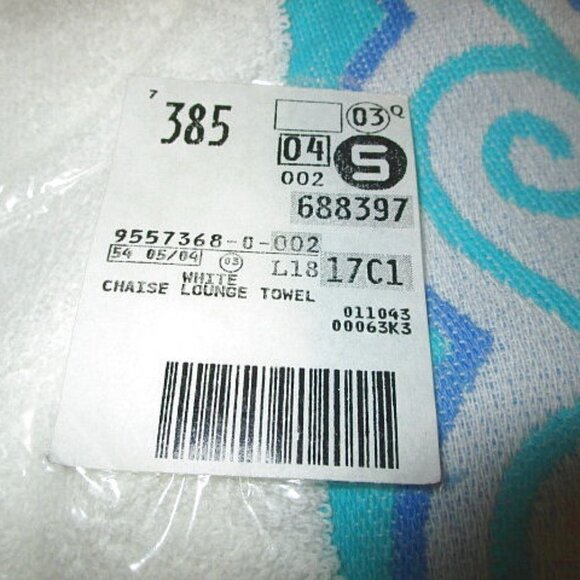 7
385
03 Q
04 S
002
688397
9557368-0-002
54 05/04 03 L18 17C1
WHITE
CHAISE LOUNGE TOWEL
011043
00063K3